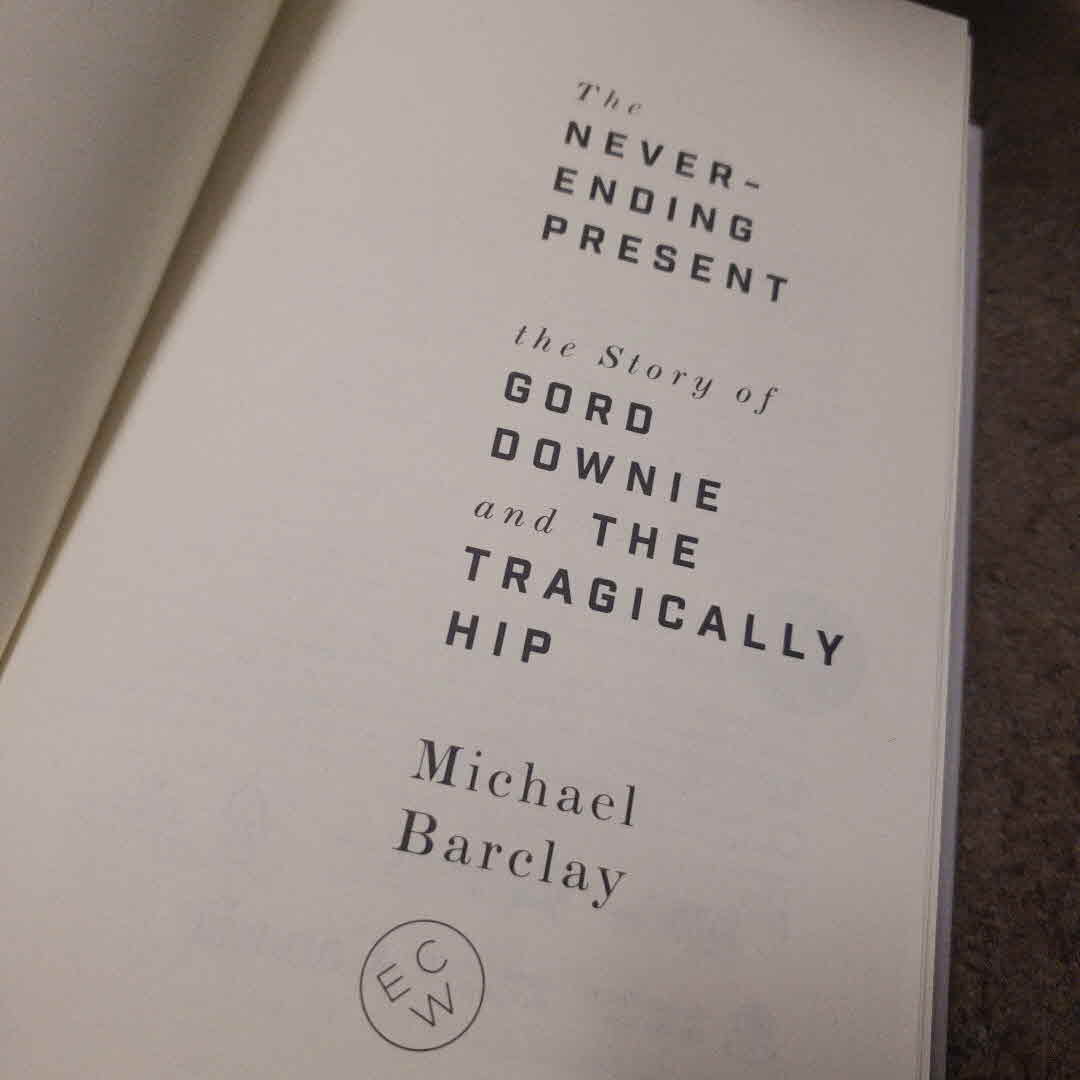 The
NEVER-
ENDING
PRESENT
the Story of
GORD
DOWNIE
and THE
TRAGICALLY
HIP
Michael
Barclay
ECW